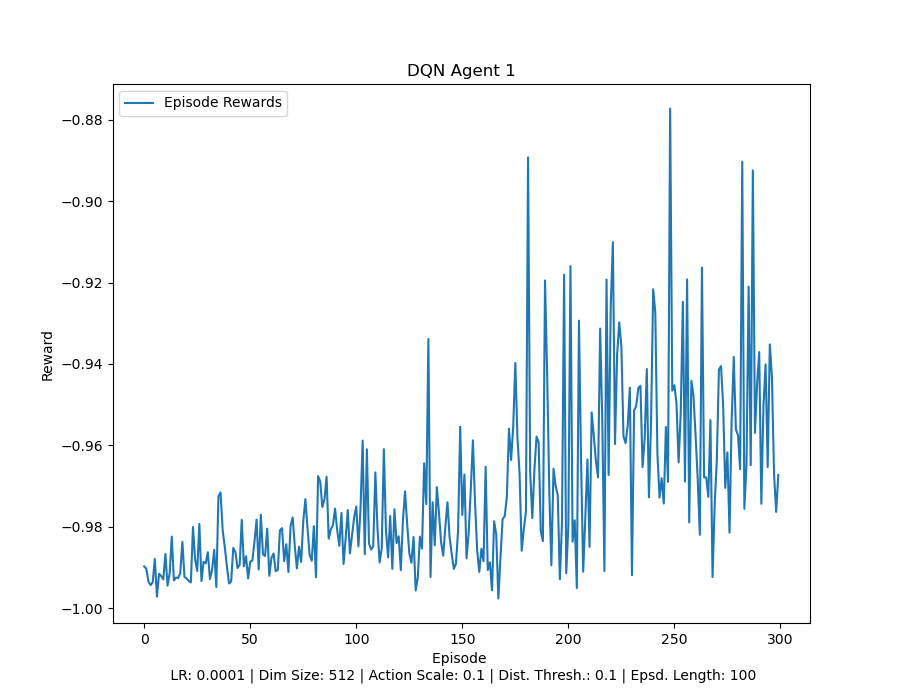 DQN Agent 1
Episode Rewards
−0.88
−0.90
−0.92
−0.94
−0.96
−0.98
−1.00
Reward
0 50 100 150 200 250 300
Episode
LR: 0.0001 | Dim Size: 512 | Action Scale: 0.1 | Dist. Thresh.: 0.1 | Epsd. Length: 100